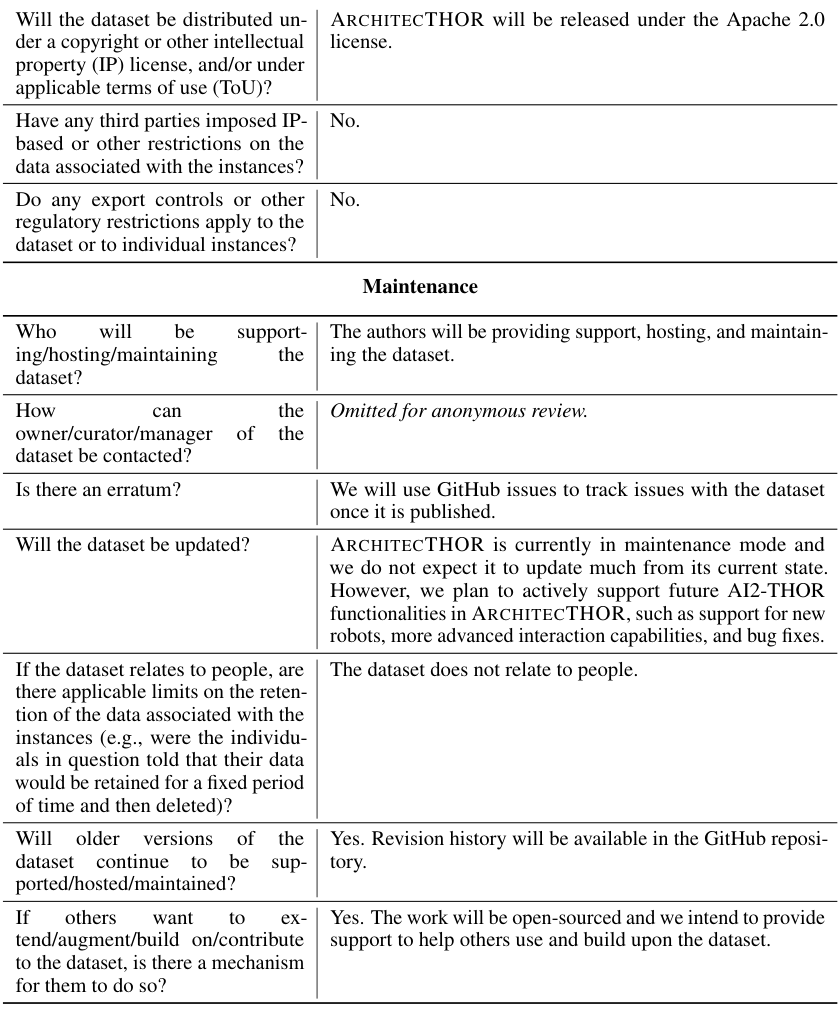 Will the dataset be distributed un-
der a copyright or other intellectual
property (IP) license, and/or under
applicable terms of use (ToU)?
ARCHITECTHOR will be released under the Apache 2.0
license.
Have any third parties imposed IP-
based or other restrictions on the
data associated with the instances?
No.
Do any export controls or other
regulatory restrictions apply to the
dataset or to individual instances?
No.
Maintenance
Who will be support-
ing/hosting/maintaining the
dataset?
The authors will be providing support, hosting, and maintain-
ing the dataset.
How can the
owner/curator/manager of the
dataset be contacted?
Omitted for anonymous review.
Is there an erratum?
We will use GitHub issues to track issues with the dataset
once it is published.
Will the dataset be updated?
ARCHITECTHOR is currently in maintenance mode and
we do not expect it to update much from its current state.
However, we plan to actively support future AI2-THOR
functionalities in ARCHITECTHOR, such as support for new
robots, more advanced interaction capabilities, and bug fixes.
If the dataset relates to people, are
there applicable limits on the reten-
tion of the data associated with the
instances (e.g., were the individu-
als in question told that their data
would be retained for a fixed period
of time and then deleted)?
The dataset does not relate to people.
Will older versions of the
dataset continue to be sup-
ported/hosted/maintained?
Yes. Revision history will be available in the GitHub reposi-
tory.
If others want to ex-
tend/augment/build on/contribute
to the dataset, is there a mechanism
for them to do so?
Yes. The work will be open-sourced and we intend to provide
support to help others use and build upon the dataset.